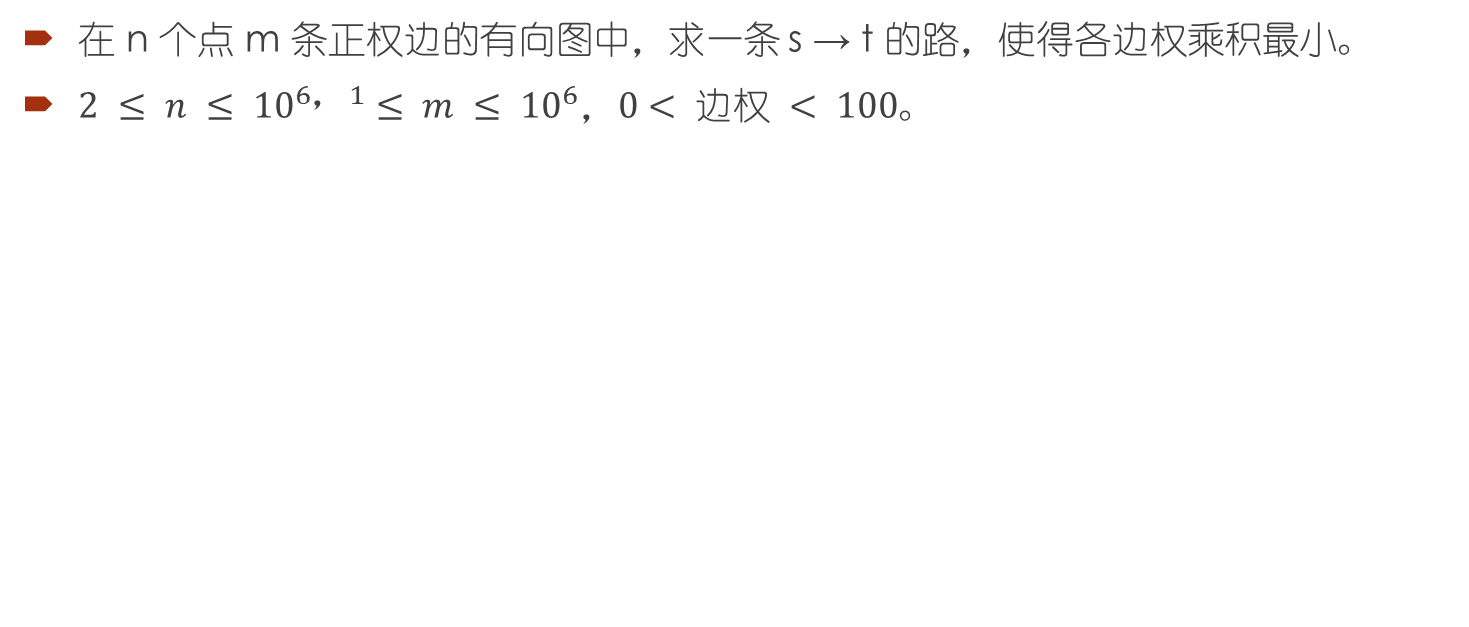 在 n 个点 m 条正权边的有向图中，求一条 s → t 的路，使得各边权乘积最小。
2 ≤ n ≤ 10⁶，1 ≤ m ≤ 10⁶，0 < 边权 < 100。